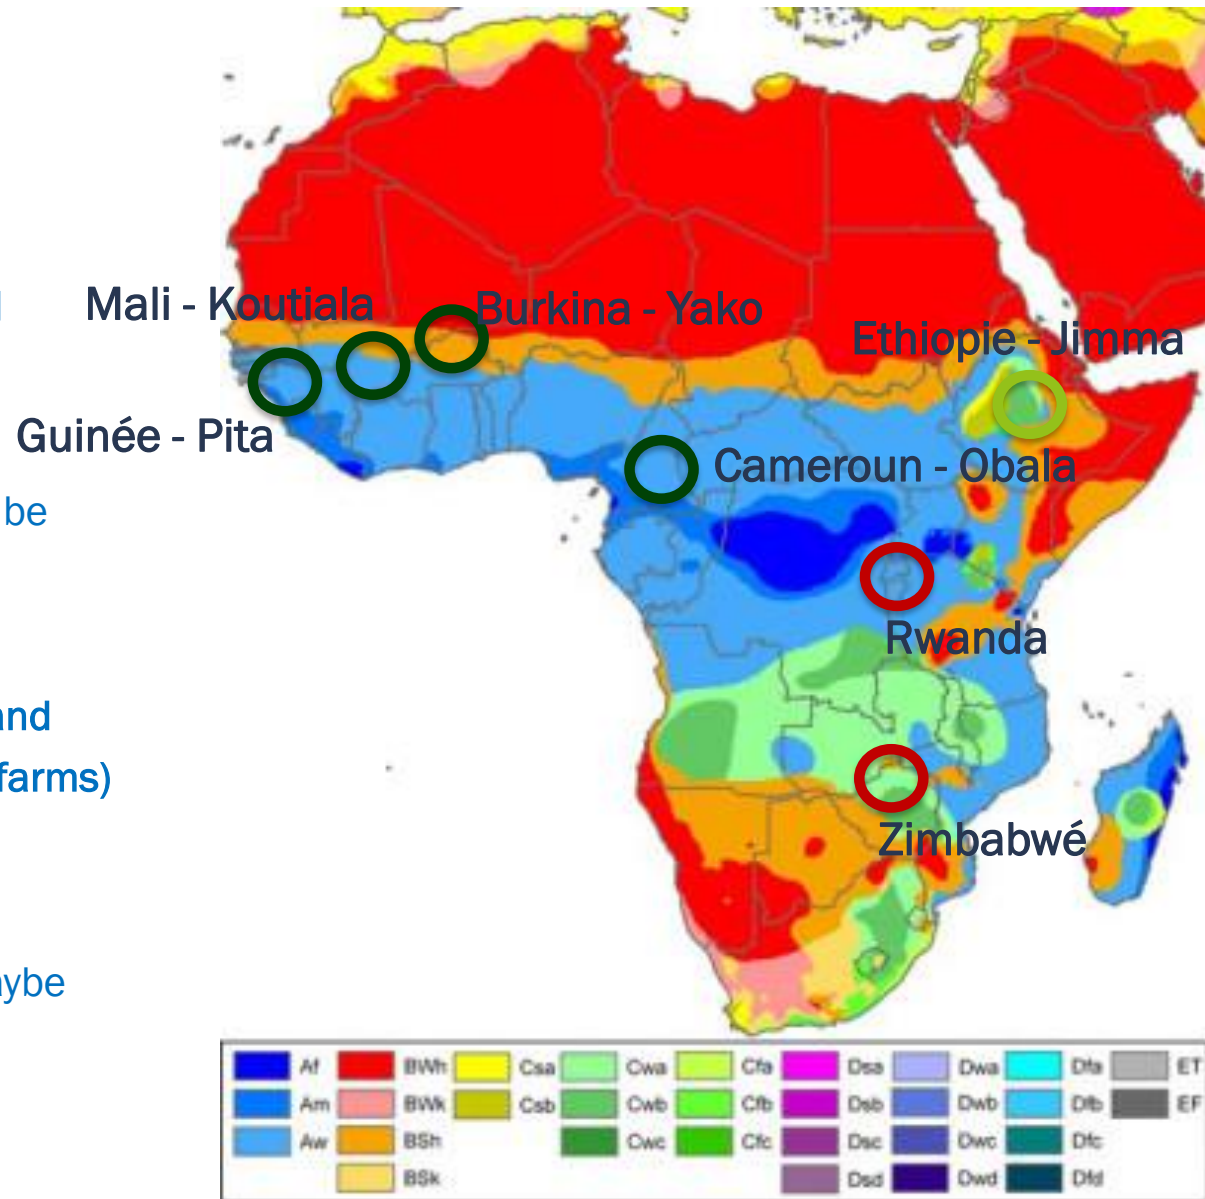 Mali - Koutiala
Burkina - Yako
Ethiopie - Jimma
Guinée - Pita
Cameroun - Obala
be
Rwanda
and
farms)
Zimbabwé
ybe
Af BWh Csa Cwa Cfa Dsa Dwa Dfa ET
Am BWk Csb Cwb Cfb Dsb Dwb Dfb EF
Aw BSh Cwc Cfc Dsc Dwc Dfc
BSk Dsd Dwd Dfd